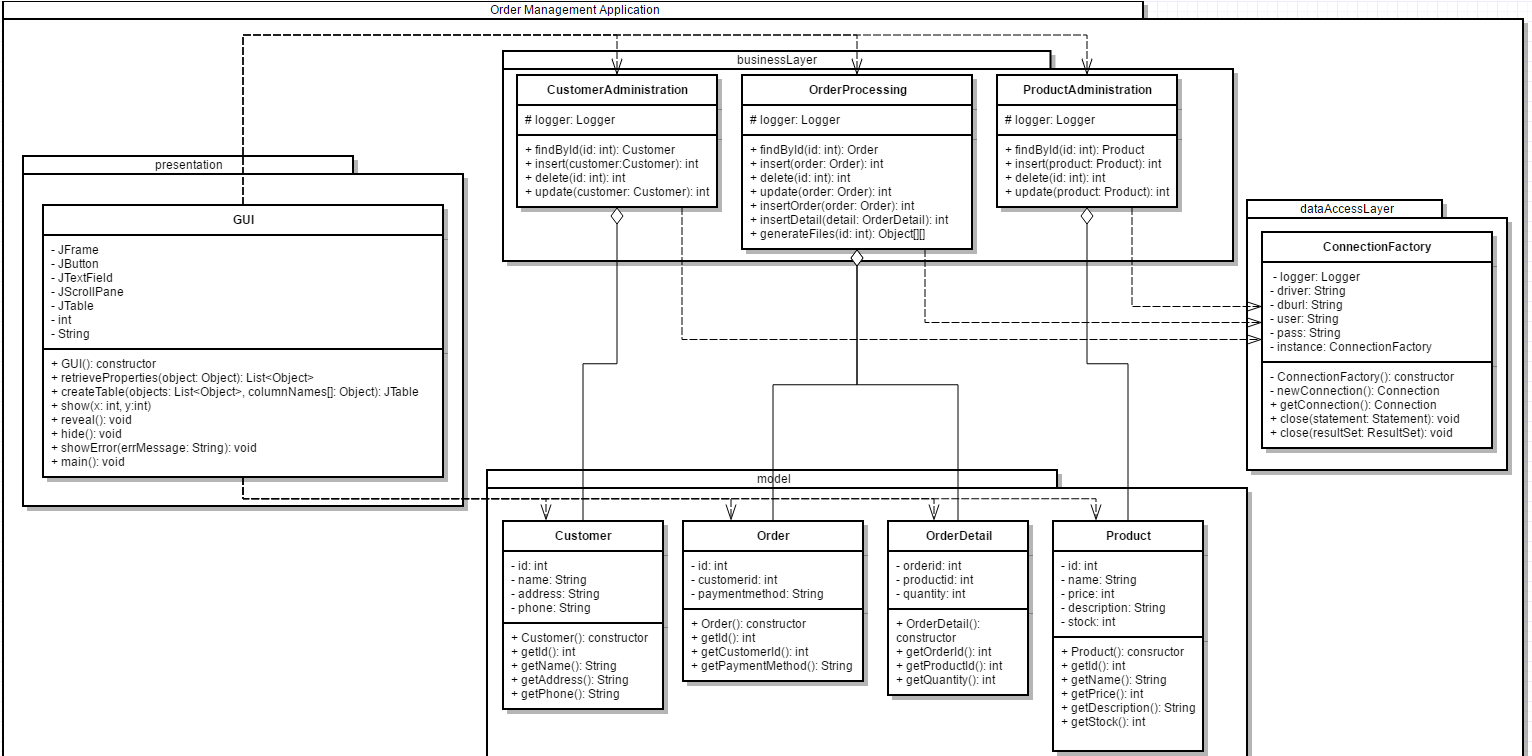 Order Management Application
businessLayer
CustomerAdministration
# logger: Logger
+ findById(id: int): Customer
+ insert(customer:Customer): int
+ delete(id: int): int
+ update(customer: Customer): int
OrderProcessing
# logger: Logger
+ findById(id: int): Order
+ insert(order: Order): int
+ delete(id: int): int
+ update(order: Order): int
+ insertOrder(order: Order): int
+ insertDetail(detail: OrderDetail): int
+ generateFiles(id: int): Object[][]
ProductAdministration
# logger: Logger
+ findById(id: int): Product
+ insert(product: Product): int
+ delete(id: int): int
+ update(product: Product): int
presentation
GUI
- JFrame
- JButton
- JTextField
- JScrollPane
- JTable
- int
- String
+ GUI(): constructor
+ retrieveProperties(object: Object): List<Object>
+ createTable(objects: List<Object>, columnNames[]: Object): JTable
+ show(x: int, y:int)
+ reveal(): void
+ hide(): void
+ showError(errMessage: String): void
+ main(): void
dataAccessLayer
ConnectionFactory
- logger: Logger
- driver: String
- dburl: String
- user: String
- pass: String
- instance: ConnectionFactory
- ConnectionFactory(): constructor
- newConnection(): Connection
+ getConnection(): Connection
+ close(statement: Statement): void
+ close(resultSet: ResultSet): void
model
Customer
- id: int
- name: String
- address: String
- phone: String
+ Customer(): constructor
+ getId(): int
+ getName(): String
+ getAddress(): String
+ getPhone(): String
Order
- id: int
- customerid: int
- paymentmethod: String
+ Order(): constructor
+ getId(): int
+ getCustomerId(): int
+ getPaymentMethod(): String
OrderDetail
- orderid: int
- productid: int
- quantity: int
+ OrderDetail():
constructor
+ getOrderId(): int
+ getProductId(): int
+ getQuantity(): int
Product
- id: int
- name: String
- price: int
- description: String
- stock: int
+ Product(): consructor
+ getId(): int
+ getName(): String
+ getPrice(): int
+ getDescription(): String
+ getStock(): int